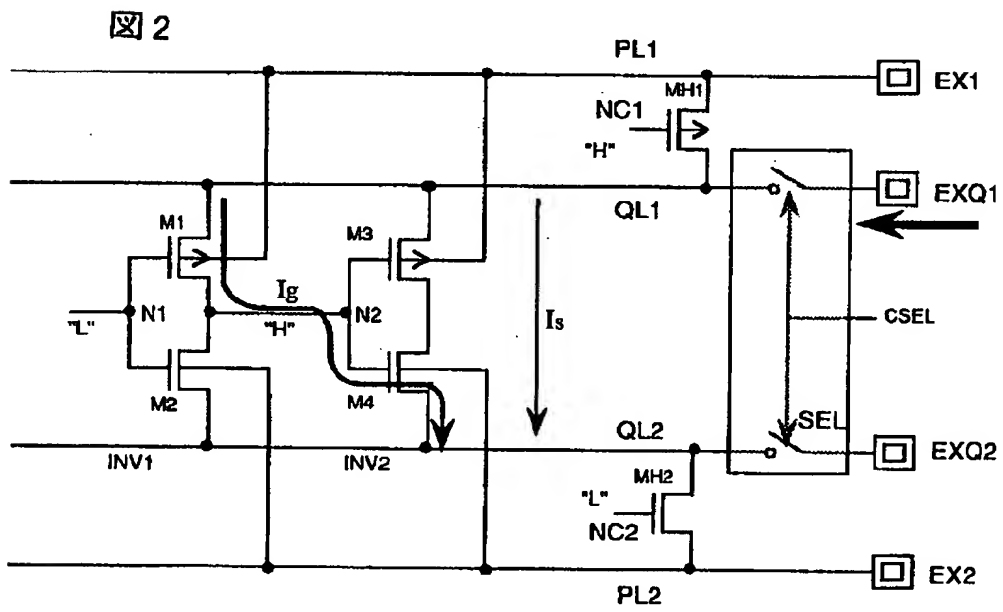 図2
PL1
EX1
MH1
NC1
"H"
QL1
EXQ1
M1
M3
Ig
N1
N2
Is
"L"
"H"
CSEL
M2
M4
SEL
QL2
INV1
INV2
EXQ2
MH2
"L"
NC2
PL2
EX2